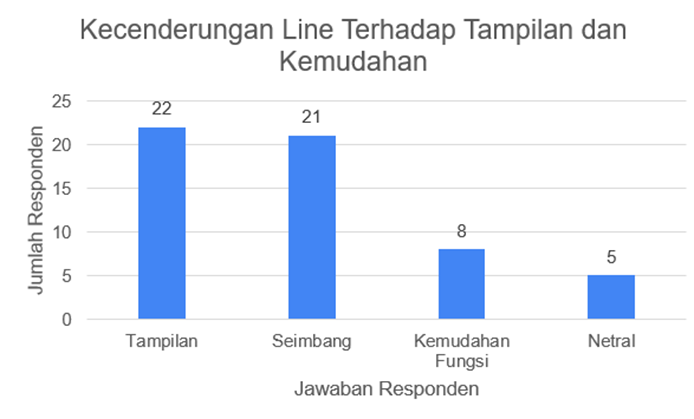 Kecenderungan Line Terhadap Tampilan dan
Kemudahan
Jumlah Responden
25
20
15
10
5
0
22
21
8
5
Tampilan
Seimbang
Kemudahan
Fungsi
Netral
Jawaban Responden